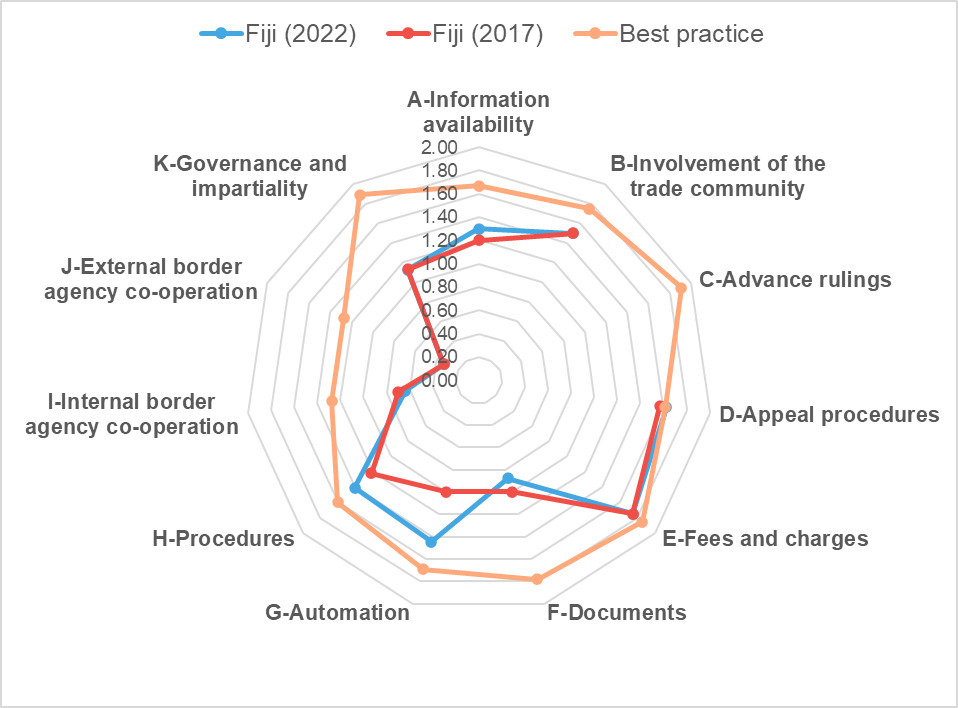 Fiji (2022) Fiji (2017) Best practice
A-Information
availability
B-Involvement of the
trade community
C-Advance rulings
D-Appeal procedures
E-Fees and charges
F-Documents
G-Automation
H-Procedures
I-Internal border
agency co-operation
J-External border
agency co-operation
K-Governance and
impartiality
2.00
1.80
1.60
1.40
1.20
1.00
0.80
0.60
0.40
0.20
0.00